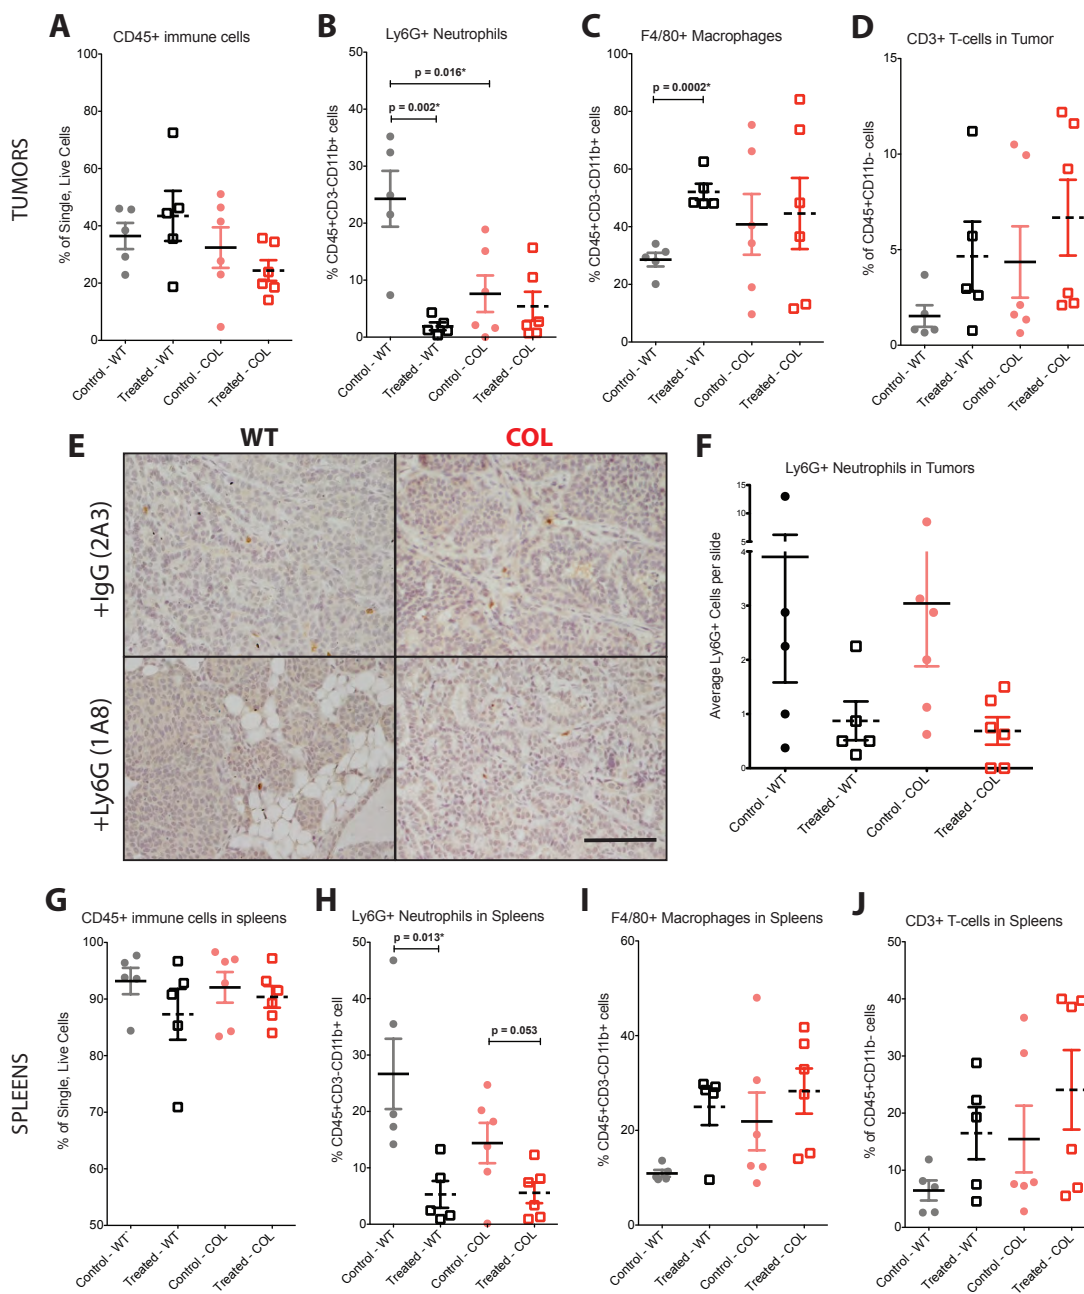 TUMORS
A
CD45+ immune cells
% of Single, Live Cells
100
80
60
40
20
0
Control - WT
Treated - WT
Control - COL
Treated - COL
B
Ly6G+ Neutrophils
% CD45+CD3-CD11b+ cells
50
40
30
20
10
0
p = 0.016*
p = 0.002*
Control - WT
Treated - WT
Control - COL
Treated - COL
C
F4/80+ Macrophages
% CD45+CD3-CD11b+ cells
100
80
60
40
20
0
p = 0.0002*
Control - WT
Treated - WT
Control - COL
Treated - COL
D
CD3+ T-cells in Tumor
% of CD45+CD11b- cells
15
10
5
0
Control - WT
Treated - WT
Control - COL
Treated - COL
E
WT
COL
+IgG (2A3)
+Ly6G (1A8)
F
Ly6G+ Neutrophils in Tumors
Average Ly6G+ Cells per slide
15
10
5
4
3
2
1
0
Control - WT
Treated - WT
Control - COL
Treated - COL
SPLEENS
G
CD45+ immune cells in spleens
% of Single, Live Cells
100
90
80
70
60
50
Control - WT
Treated - WT
Control - COL
Treated - COL
H
Ly6G+ Neutrophils in Spleens
% CD45+CD3-CD11b+ cell
50
40
30
20
10
0
p = 0.013*
p = 0.053
Control - WT
Treated - WT
Control - COL
Treated - COL
I
F4/80+ Macrophages in Spleens
% CD45+CD3-CD11b+ cells
60
40
20
0
Control - WT
Treated - WT
Control - COL
Treated - COL
J
CD3+ T-cells in Spleens
% of CD45+CD11b- cells
50
40
30
20
10
0
Control - WT
Treated - WT
Control - COL
Treated - COL